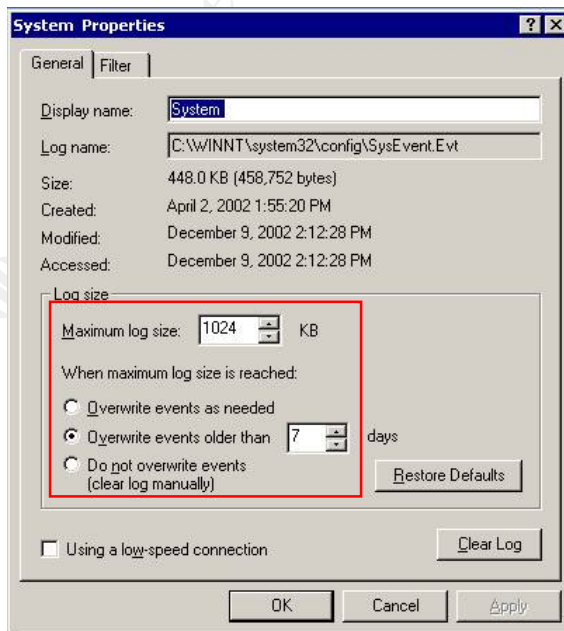 System Properties
General
Filter
Display name: System
Log name: C:\WINNT\system32\config\SysEvent.Evt
Size: 448.0 KB (458,752 bytes)
Created: April 2, 2002 1:55:20 PM
Modified: December 9, 2002 2:12:28 PM
Accessed: December 9, 2002 2:12:28 PM
Log size
Maximum log size: 1024 KB
When maximum log size is reached:
Overwrite events as needed
Overwrite events older than 7 days
Do not overwrite events
(clear log manually)
Restore Defaults
Using a low-speed connection
Clear Log
OK
Cancel
Apply